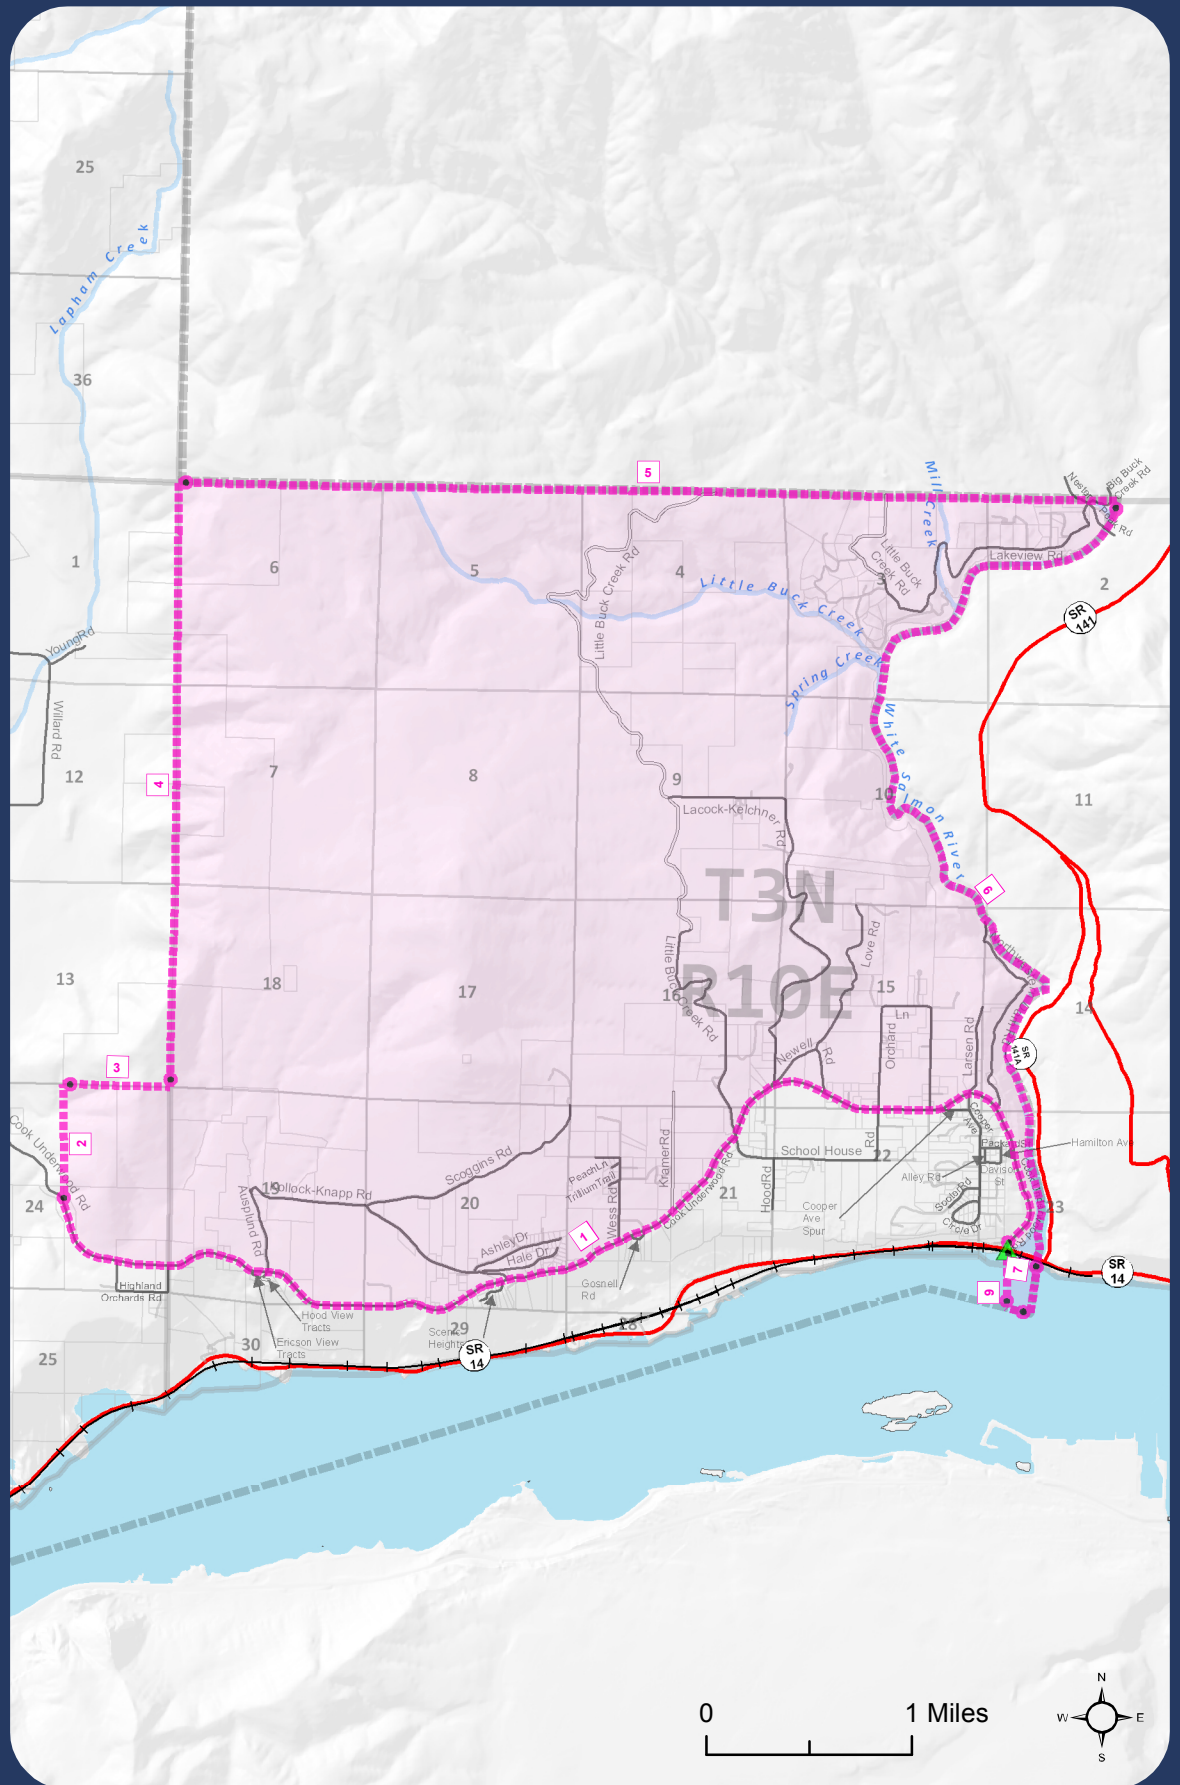 25
Lapham Creek
36
5
Mill Creek
Big Buck
Creek Rd
1
6
5
4
Little Buck
Creek Rd
3
Lakeview Rd
2
Little Buck Creek Rd
Little Buck Creek
SR
141
Young Rd
Spring Creek
Willard Rd
White Salmon River
12
4
7
8
9
10
11
Lacock-Kelchner
Rd
T3N
R10E
6
Love Rd
13
18
17
16
15
14
Little Buck Creek Rd
Ln
Orchard
Larsen Rd
Newell
Rd
SR
141A
3
2
Cook Underwood Rd
Kramer Rd
School House
Rd
22
Cooper
Ave
Hamilton Ave
Scoggins Rd
Peach Ln
Trillium Trail
Alley Rd
Davison
St
24
19
Kollock-Knapp Rd
20
21
Hood Rd
Scoter Rd
Circle Dr
23
Ausplund Rd
Wess Rd
Cook Underwood Rd
Cooper
Ave
Spur
1
Ashley Dr
Hale Dr
Highland
Orchards Rd
Gosnell
Rd
7
9
SR
14
Hood View
Tracts
Ericson View
Tracts
Scenic
Heights
29
28
30
25
SR
14
N
W
E
S
0
1 Miles